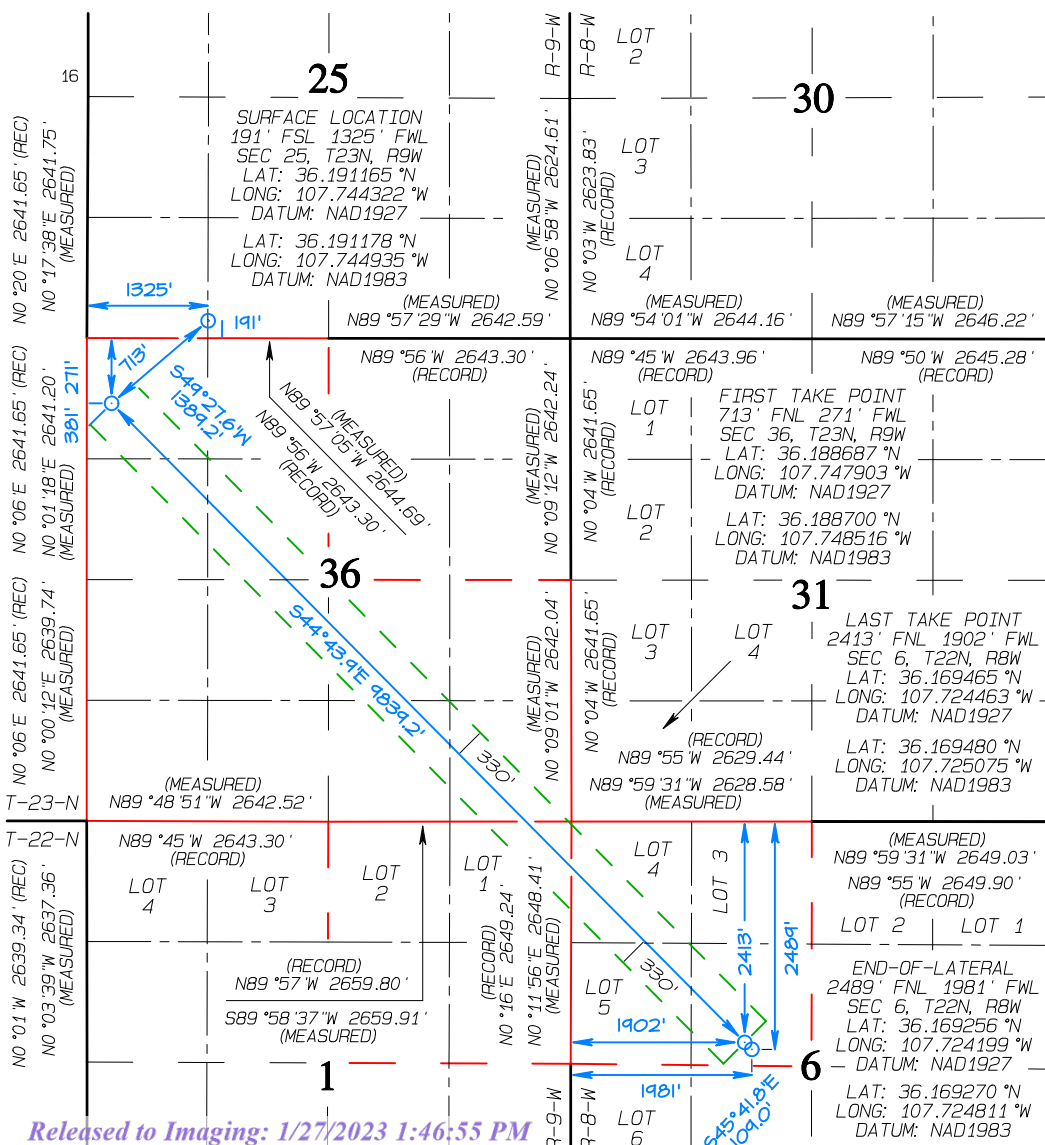 16
25
R-9-W
R-8-W
LOT
2
30
SURFACE LOCATION
191' FSL 1325' FWL
SEC 25, T23N, R9W
LAT: 36.191165 °N
LONG: 107.744322 °W
DATUM: NAD1927
LAT: 36.191178 °N
LONG: 107.744935 °W
DATUM: NAD1983
N0 °20'E 2641.65' (REC)
N0 °17'38"E 2641.75'
(MEASURED)
(MEASURED)
N0 °06'58"W 2624.61'
N0 °03'W 2623.83'
(RECORD)
LOT
3
LOT
4
1325'
191'
(MEASURED)
N89 °57'29"W 2642.59'
(MEASURED)
N89 °54'01"W 2644.16'
(MEASURED)
N89 °57'15"W 2646.22'
N89 °56'W 2643.30'
(RECORD)
N89 °45'W 2643.96'
(RECORD)
N89 °50'W 2645.28'
(RECORD)
713'
381' 271'
S49°27.6'W
1389.2'
(MEASURED)
N89 °57'05"W 2644.69'
N89 °56'W 2643.30'
(RECORD)
N0 °06'E 2641.65' (REC)
N0 °01'18"E 2641.20'
(MEASURED)
(MEASURED)
N0 °09'12"W 2642.24'
N0 °04'W 2641.65'
(RECORD)
LOT
1
LOT
2
FIRST TAKE POINT
713' FNL 271' FWL
SEC 36, T23N, R9W
LAT: 36.188687 °N
LONG: 107.747903 °W
DATUM: NAD1927
LAT: 36.188700 °N
LONG: 107.748516 °W
DATUM: NAD1983
36
31
S44°43.9'E 9839.2'
330'
N0 °06'E 2641.65' (REC)
N0 °00'12"E 2639.74'
(MEASURED)
(MEASURED)
N0 °09'01"W 2642.04'
N0 °04'W 2641.65'
(RECORD)
LOT
3
LOT
4
LAST TAKE POINT
2413' FNL 1902' FWL
SEC 6, T22N, R8W
LAT: 36.169465 °N
LONG: 107.724463 °W
DATUM: NAD1927
LAT: 36.169480 °N
LONG: 107.725075 °W
DATUM: NAD1983
(RECORD)
N89 °55'W 2629.44'
N89 °59'31"W 2628.58'
(MEASURED)
(MEASURED)
N89 °48'51"W 2642.52'
T-23-N
T-22-N
N89 °45'W 2643.30'
(RECORD)
LOT
4
LOT
3
LOT
2
LOT
1
LOT
4
LOT 3
(MEASURED)
N89 °59'31"W 2649.03'
N89 °55'W 2649.90'
(RECORD)
LOT 2
LOT 1
N0 °01'W 2639.34' (REC)
N0 °03'39"W 2637.36'
(MEASURED)
(RECORD)
N89 °57'W 2659.80'
S89 °58'37"W 2659.91'
(MEASURED)
(RECORD)
N0 °16'E 2649.24'
N0 °11'56"E 2648.41'
(MEASURED)
2413'
2489'
330'
LOT
5
1902'
1981'
END-OF-LATERAL
2489' FNL 1981' FWL
SEC 6, T22N, R8W
LAT: 36.169256 °N
LONG: 107.724199 °W
DATUM: NAD1927
LAT: 36.169270 °N
LONG: 107.724811 °W
DATUM: NAD1983
1
6
S45°41.8'E
109.0'
R-9-W
R-8-W
LOT
6
Released to Imaging: 1/27/2023 1:46:55 PM